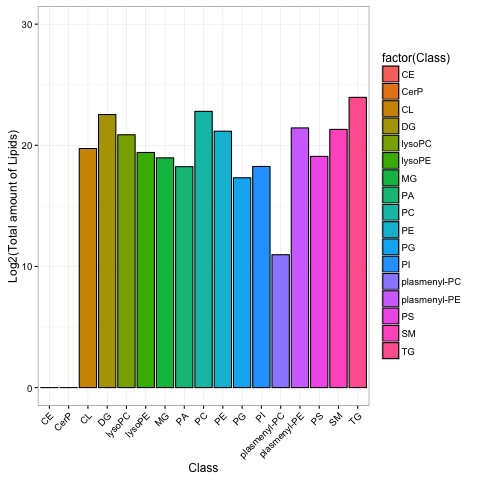 30
20
10
0
Log2(Total amount of Lipids)
CE
CerP
CL
DG
lysoPC
lysoPE
MG
PA
PC
PE
PG
PI
plasmenyl-PC
plasmenyl-PE
PS
SM
TG
Class
factor(Class)
CE
CerP
CL
DG
lysoPC
lysoPE
MG
PA
PC
PE
PG
PI
plasmenyl-PC
plasmenyl-PE
PS
SM
TG